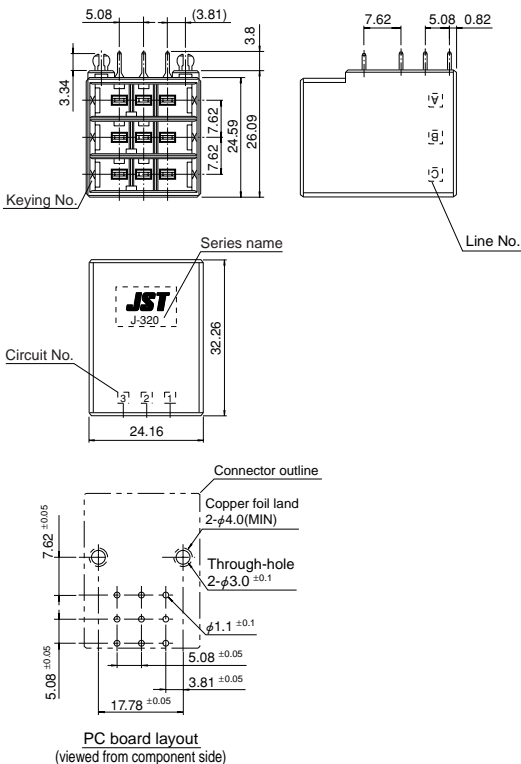 5.08
(3.81)
3.8
3.34
7.62
7.62
24.59
26.09
Keying No.
7.62
5.08
0.82
A
B
C
Line No.
Series name
JST
J-320
Circuit No.
3 2 1
32.26
24.16
Connector outline
Copper foil land
2-φ4.0(MIN)
7.62 ±0.05
Through-hole
2-φ3.0 ±0.1
φ1.1 ±0.1
5.08 ±0.05
5.08 ±0.05
3.81 ±0.05
17.78 ±0.05
PC board layout
(viewed from component side)